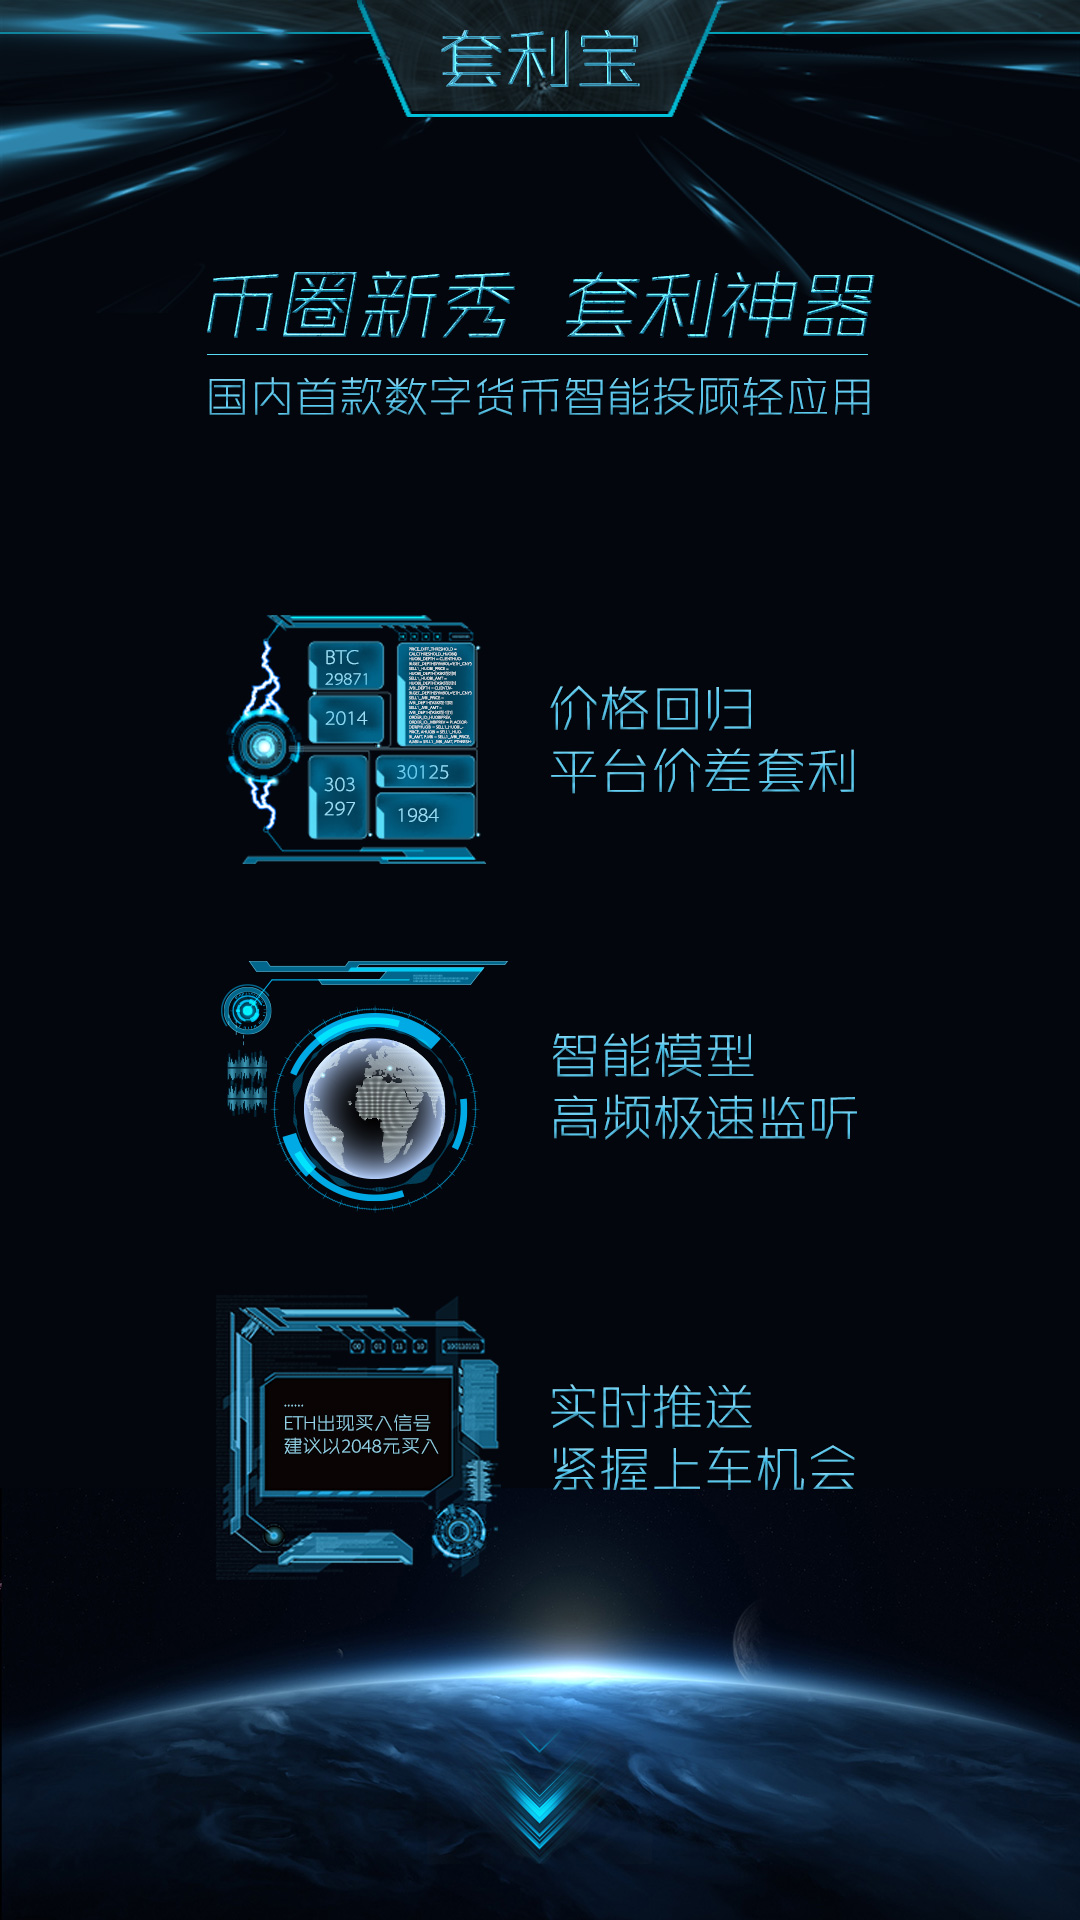 套利宝
币圈新秀 套利神器
国内首款数字货币智能投顾轻应用
BTC
29871
2014
303
297
30125
1984
价格回归
平台价差套利
智能模型
高频极速监听
00 01 11 10
......
ETH出现买入信号
建议以2048元买入
实时推送
紧握上车机会